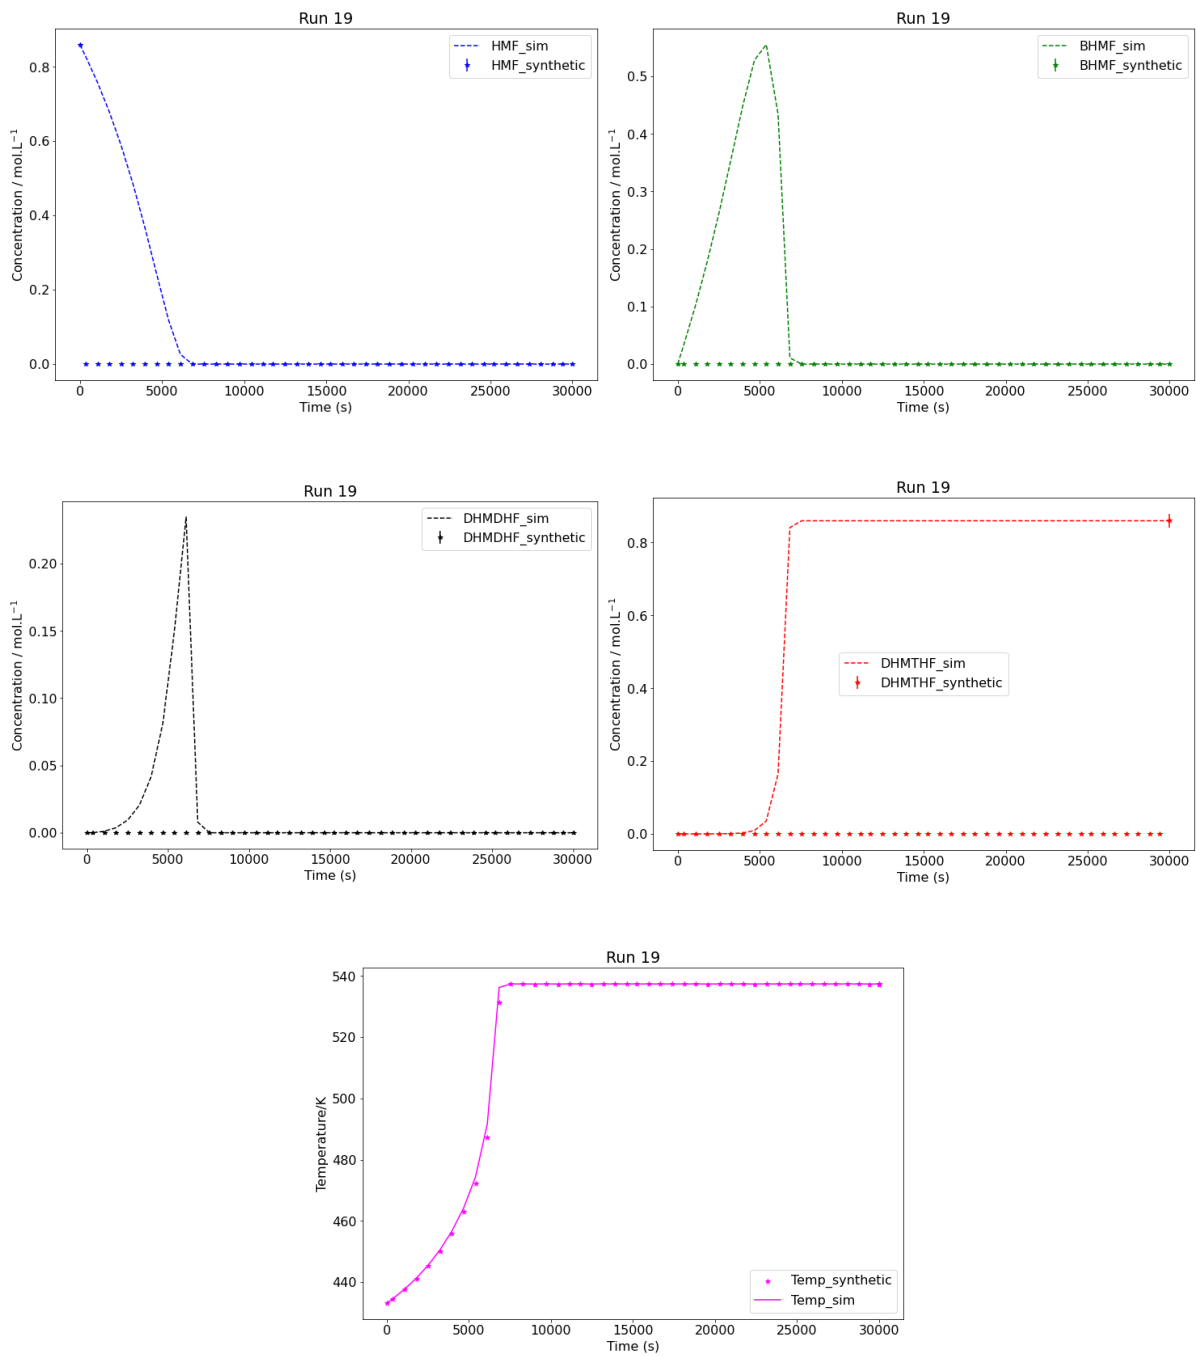 Run 19
HMF_sim
HMF_synthetic
Concentration / mol.L⁻¹
0.8
0.6
0.4
0.2
0.0
0 5000 10000 15000 20000 25000 30000
Time (s)
Run 19
BHMF_sim
BHMF_synthetic
Concentration / mol.L⁻¹
0.5
0.4
0.3
0.2
0.1
0.0
0 5000 10000 15000 20000 25000 30000
Time (s)
Run 19
DHMDHF_sim
DHMDHF_synthetic
Concentration / mol.L⁻¹
0.20
0.15
0.10
0.05
0.00
0 5000 10000 15000 20000 25000 30000
Time (s)
Run 19
DHMTHF_sim
DHMTHF_synthetic
Concentration / mol.L⁻¹
0.8
0.6
0.4
0.2
0.0
0 5000 10000 15000 20000 25000 30000
Time (s)
Run 19
Temperature/K
540
520
500
480
460
440
Temp_synthetic
Temp_sim
0 5000 10000 15000 20000 25000 30000
Time (s)